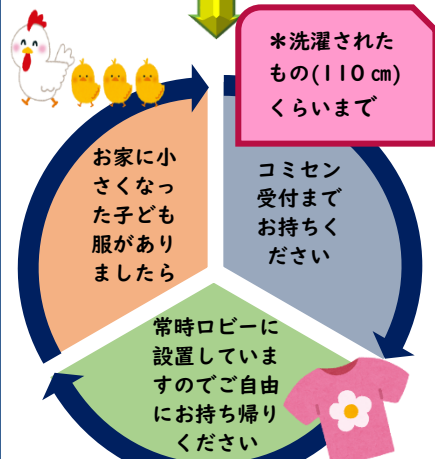 ＊洗濯された
もの(110㎝)
くらいまで
お家に小
さくなっ
た子ども
服があり
ましたら
コミセン
受付まで
お持ちく
ださい
常時ロビーに
設置していま
すのでご自由
にお持ち帰り
ください